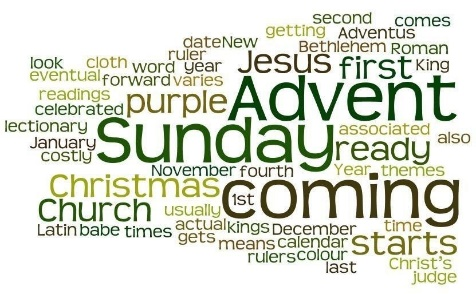 second comes
getting Adventus
dateNew Bethlehem Roman
ruler
look cloth word year Jesus first King
eventual forward varies
readings purple Advent
celebrated
lectionary Sunday associated also
January ready
costly
November fourth Year themes
Christmas coming
Church usually 1st
actual kings December time
Latin babe times gets means calendar starts
rulers colour Christ's
last judge